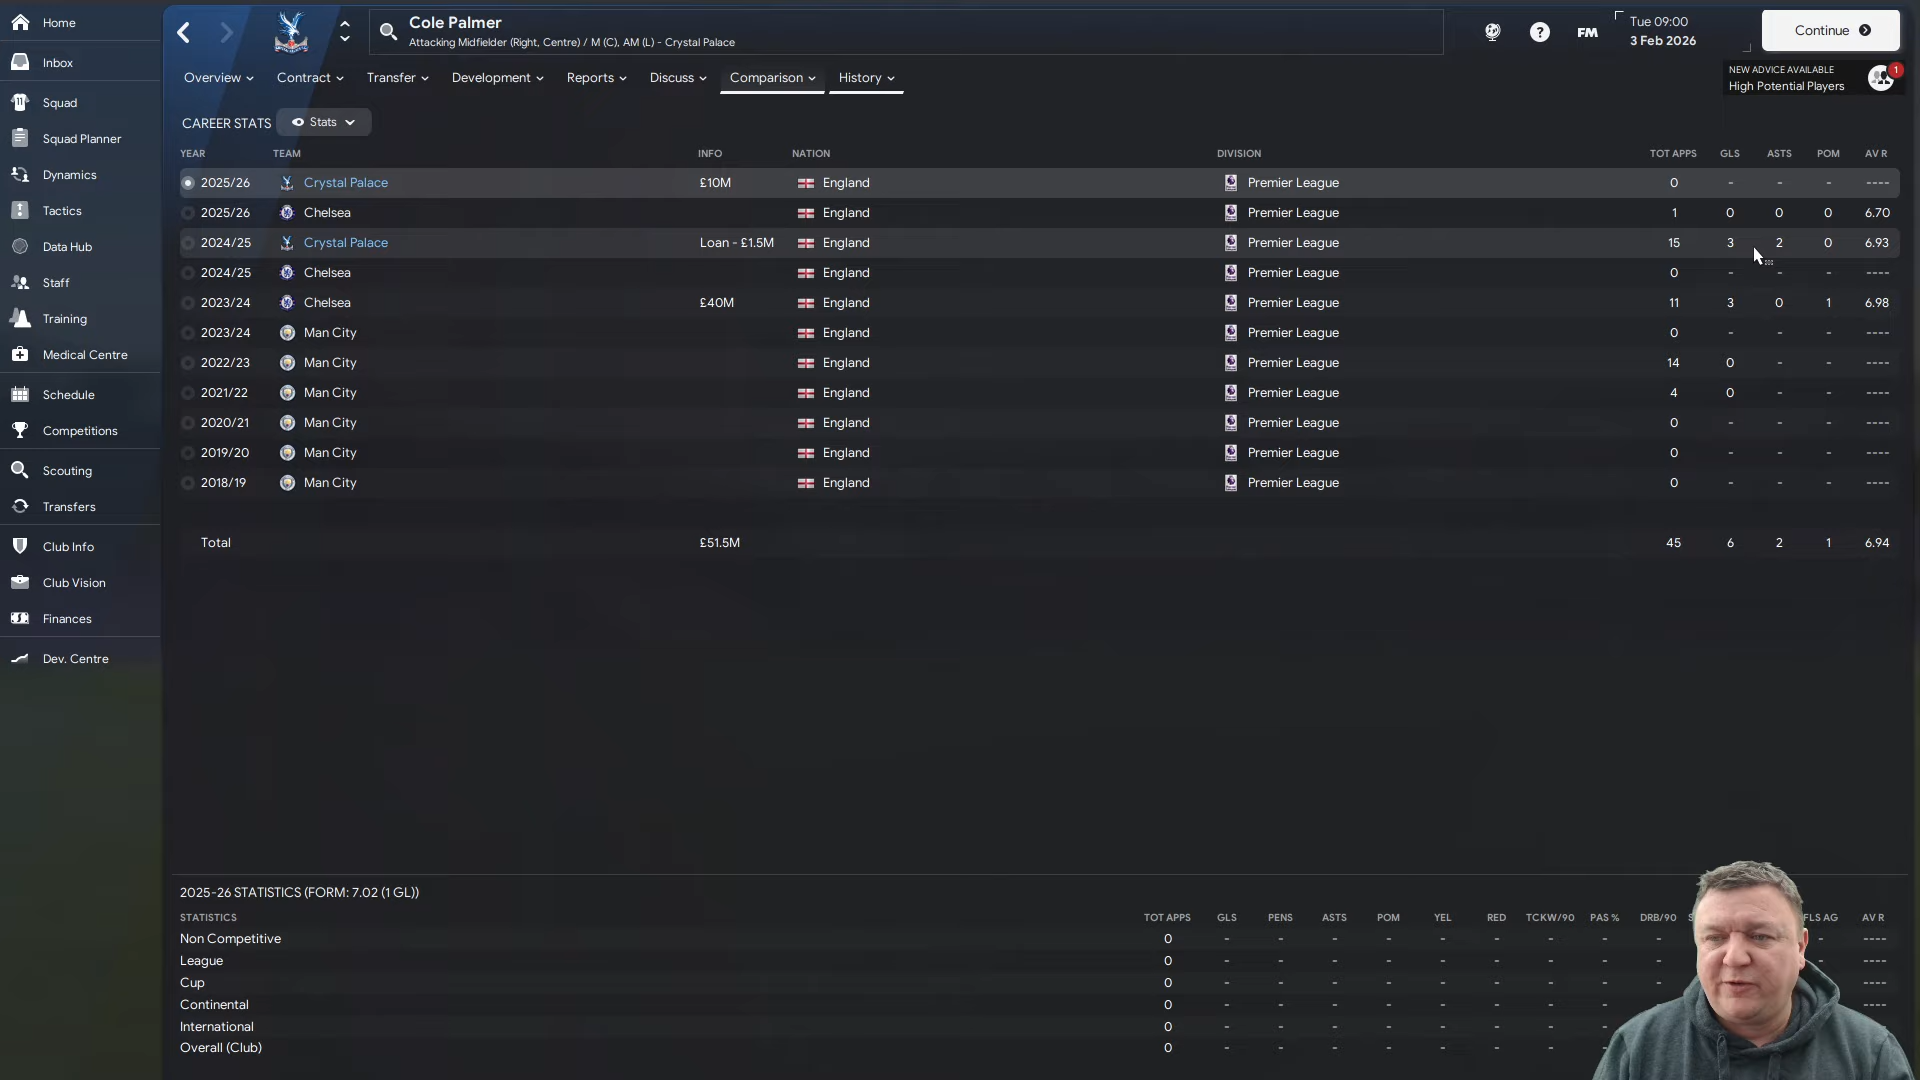 Home
Inbox
Squad
Squad Planner
Dynamics
Tactics
Data Hub
Staff
Training
Medical Centre
Schedule
Competitions
Scouting
Transfers
Club Info
Club Vision
Finances
Dev. Centre
Cole Palmer
Attacking Midfielder (Right, Centre) / M (C), AM (L) - Crystal Palace
FM
Tue 09:00
3 Feb 2026
Continue
Overview Contract Transfer Development Reports Discuss Comparison History
NEW ADVICE AVAILABLE
High Potential Players
1
CAREER STATS Stats
YEAR TEAM INFO NATION DIVISION TOT APPS GLS ASTS POM AV R
2025/26 Crystal Palace £10M England Premier League 0 - - - ----
2025/26 Chelsea England Premier League 1 0 0 0 6.70
2024/25 Crystal Palace Loan - £1.5M England Premier League 15 3 2 0 6.93
2024/25 Chelsea England Premier League 0 - - - ----
2023/24 Chelsea £40M England Premier League 11 3 0 1 6.98
2023/24 Man City England Premier League 0 - - - ----
2022/23 Man City England Premier League 14 0 - - ----
2021/22 Man City England Premier League 4 0 - - ----
2020/21 Man City England Premier League 0 - - - ----
2019/20 Man City England Premier League 0 - - - ----
2018/19 Man City England Premier League 0 - - - ----
Total £51.5M 45 6 2 1 6.94
2025-26 STATISTICS (FORM: 7.02 (1 GL))
STATISTICS TOT APPS GLS PENS ASTS POM YEL RED TCKW/90 PAS % DRB/90 FLS AG AV R
Non Competitive 0 - - - - - - - - - - ----
League 0 - - - - - - - - - - ----
Cup 0 - - - - - - - - - - ----
Continental 0 - - - - - - - - - ----
International 0 - - - - - - - - ----
Overall (Club) 0 - - - - - - - - ----